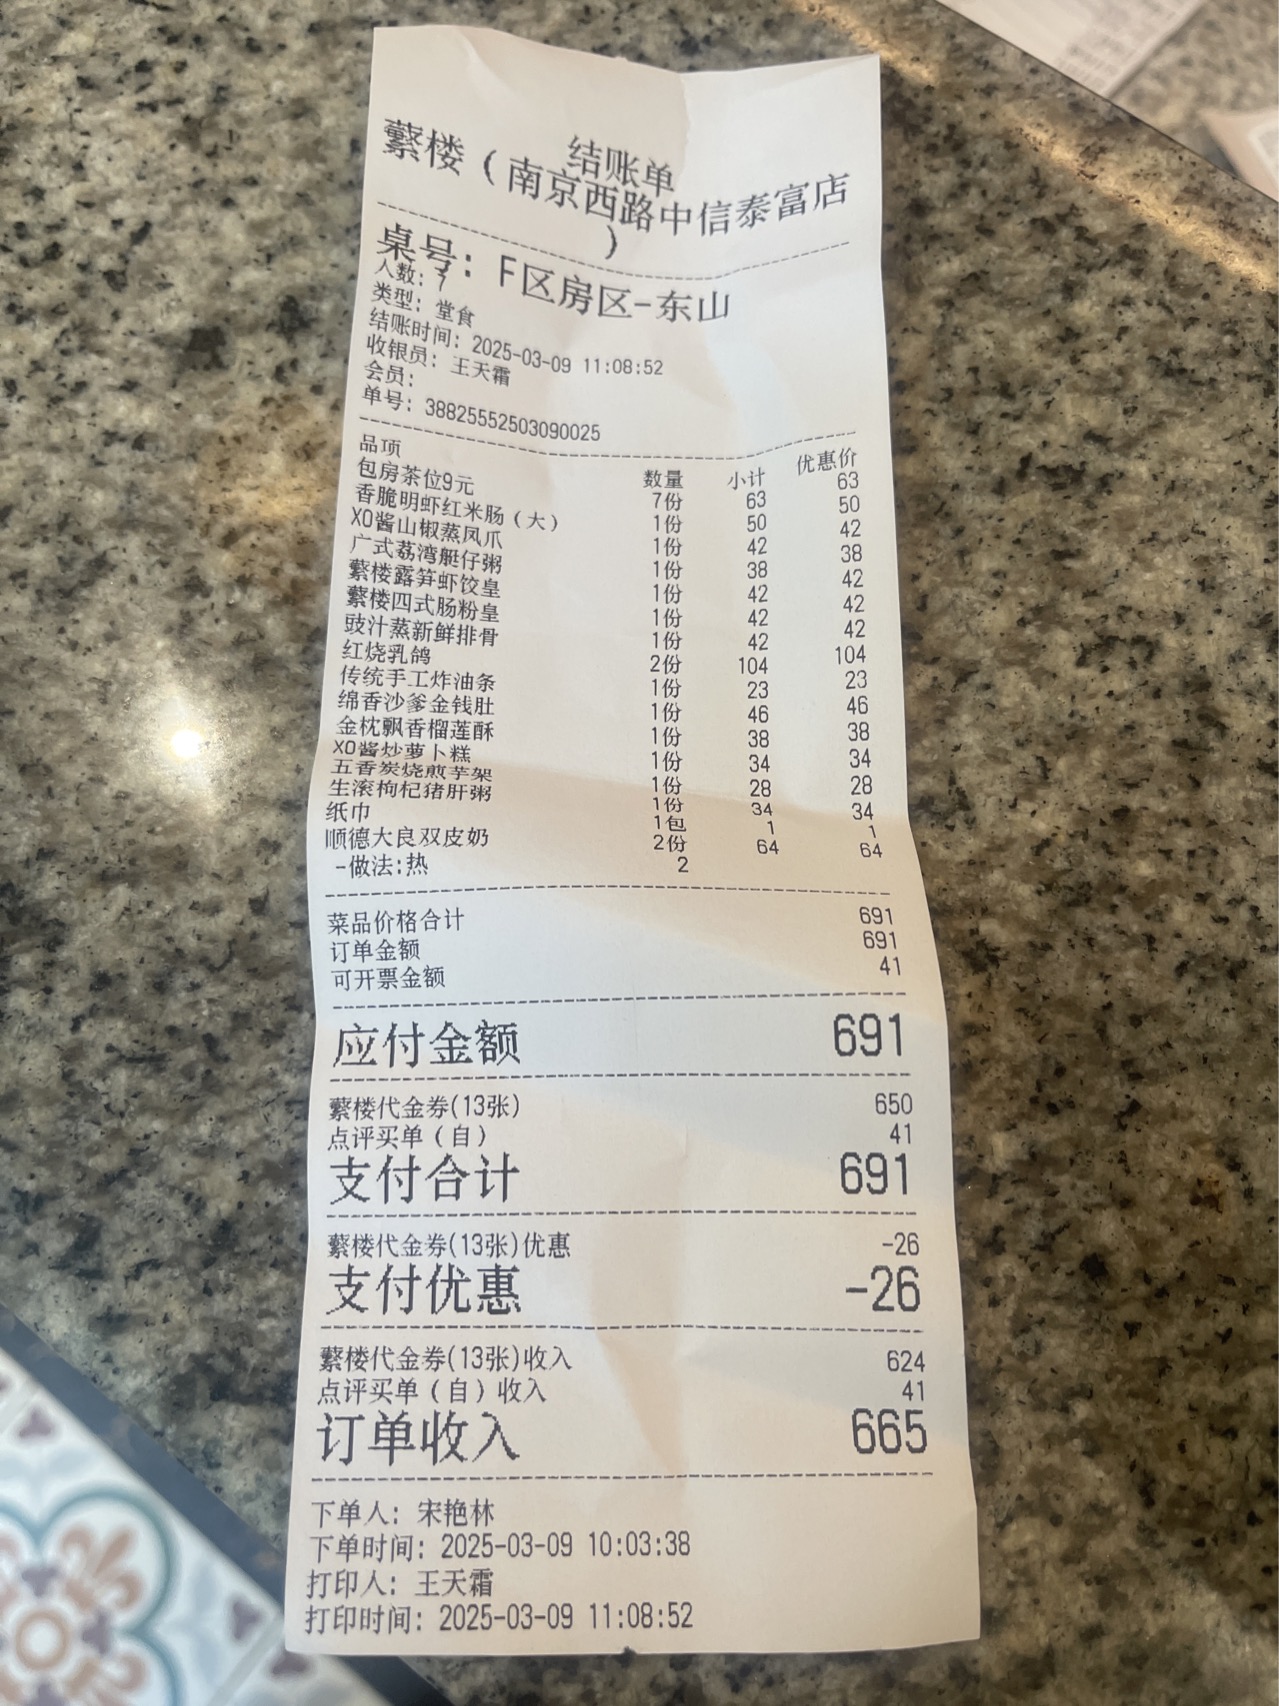 结账单
蘩楼（南京西路中信泰富店
）
桌号：F区房区-东山
人数：7
类型：堂食
结账时间：2025-03-09 11:08:52
收银员：王天霜
会员：
单号：38825552503090025
品项 数量 小计 优惠价
包房茶位9元 7份 63 63
香脆明虾红米肠（大） 1份 50 50
XO酱山椒蒸凤爪 1份 42 42
广式荔湾艇仔粥 1份 38 38
蘩楼露笋虾饺皇 1份 42 42
蘩楼四式肠粉皇 1份 42 42
豉汁蒸新鲜排骨 1份 42 42
红烧乳鸽 2份 104 104
传统手工炸油条 1份 23 23
绵香沙爹金钱肚 1份 46 46
金枕飘香榴莲酥 1份 38 38
XO酱炒萝卜糕 1份 34 34
五香炭烧煎芋架 1份 28 28
生滚枸杞猪肝粥 1份 34 34
纸巾 1包 1 1
顺德大良双皮奶 2份 64 64
-做法:热 2
菜品价格合计 691
订单金额 691
可开票金额 41
应付金额 691
蘩楼代金券(13张) 650
点评买单（自） 41
支付合计 691
蘩楼代金券(13张)优惠 -26
支付优惠 -26
蘩楼代金券(13张)收入 624
点评买单（自）收入 41
订单收入 665
下单人：宋艳林
下单时间：2025-03-09 10:03:38
打印人：王天霜
打印时间：2025-03-09 11:08:52